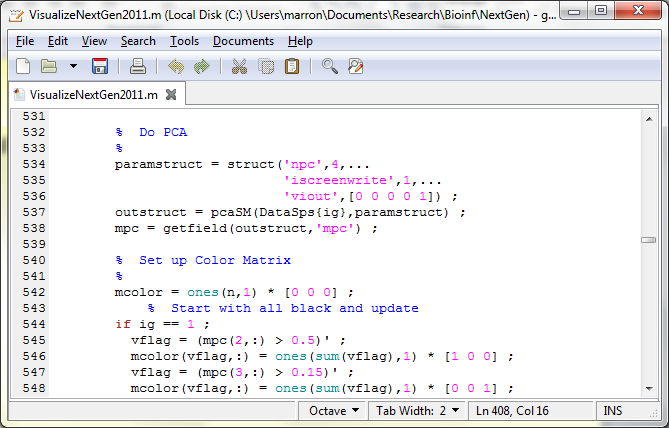 VisualizeNextGen2011.m (Local Disk (C:) \Users\marron\Documents\Research\Bioinf\NextGen) - g...
File Edit View Search Tools Documents Help
VisualizeNextGen2011.m
531
532 % Do PCA
533 %
534 paramstruct = struct('npc',4,...
535 'iscreenwrite',1,...
536 'viout',[0 0 0 0 1]) ;
537 outstruct = pcaSM(DataSps{ig},paramstruct) ;
538 mpc = getfield(outstruct,'mpc') ;
539
540 % Set up Color Matrix
541 %
542 mcolor = ones(n,1) * [0 0 0] ;
543 % Start with all black and update
544 if ig == 1 ;
545 vflag = (mpc(2,:) > 0.5)' ;
546 mcolor(vflag,:) = ones(sum(vflag),1) * [1 0 0] ;
547 vflag = (mpc(3,:) > 0.15)' ;
548 mcolor(vflag,:) = ones(sum(vflag),1) * [0 0 1] ;
Octave Tab Width: 2 Ln 408, Col 16 INS